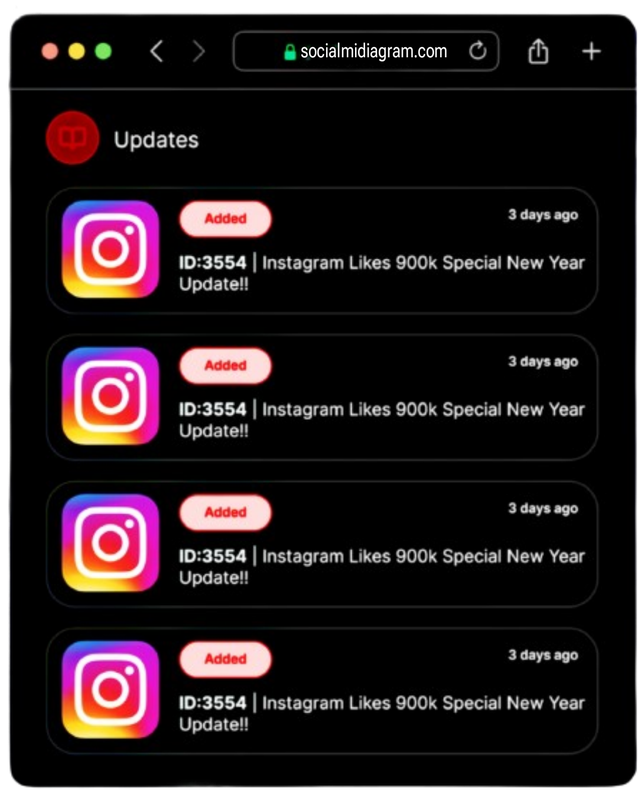 socialmidiagram.com
Updates
Added
3 days ago
ID:3554 | Instagram Likes 900k Special New Year
Update!!
Added
3 days ago
ID:3554 | Instagram Likes 900k Special New Year
Update!!
Added
3 days ago
ID:3554 | Instagram Likes 900k Special New Year
Update!!
Added
3 days ago
ID:3554 | Instagram Likes 900k Special New Year
Update!!